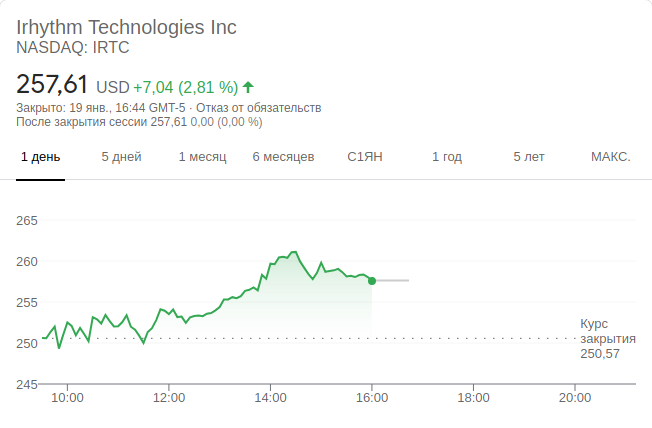 Irhythm Technologies Inc
NASDAQ: IRTC
257,61 USD +7,04 (2,81 %)
Закрыто: 19 янв., 16:44 GMT-5 · Отказ от обязательств
После закрытия сессии 257,61 0,00 (0,00 %)
1 день 5 дней 1 месяц 6 месяцев С1ЯН 1 год 5 лет МАКС.
265
260
255
Курс
закрытия
250,57
250
245
10:00 12:00 14:00 16:00 18:00 20:00